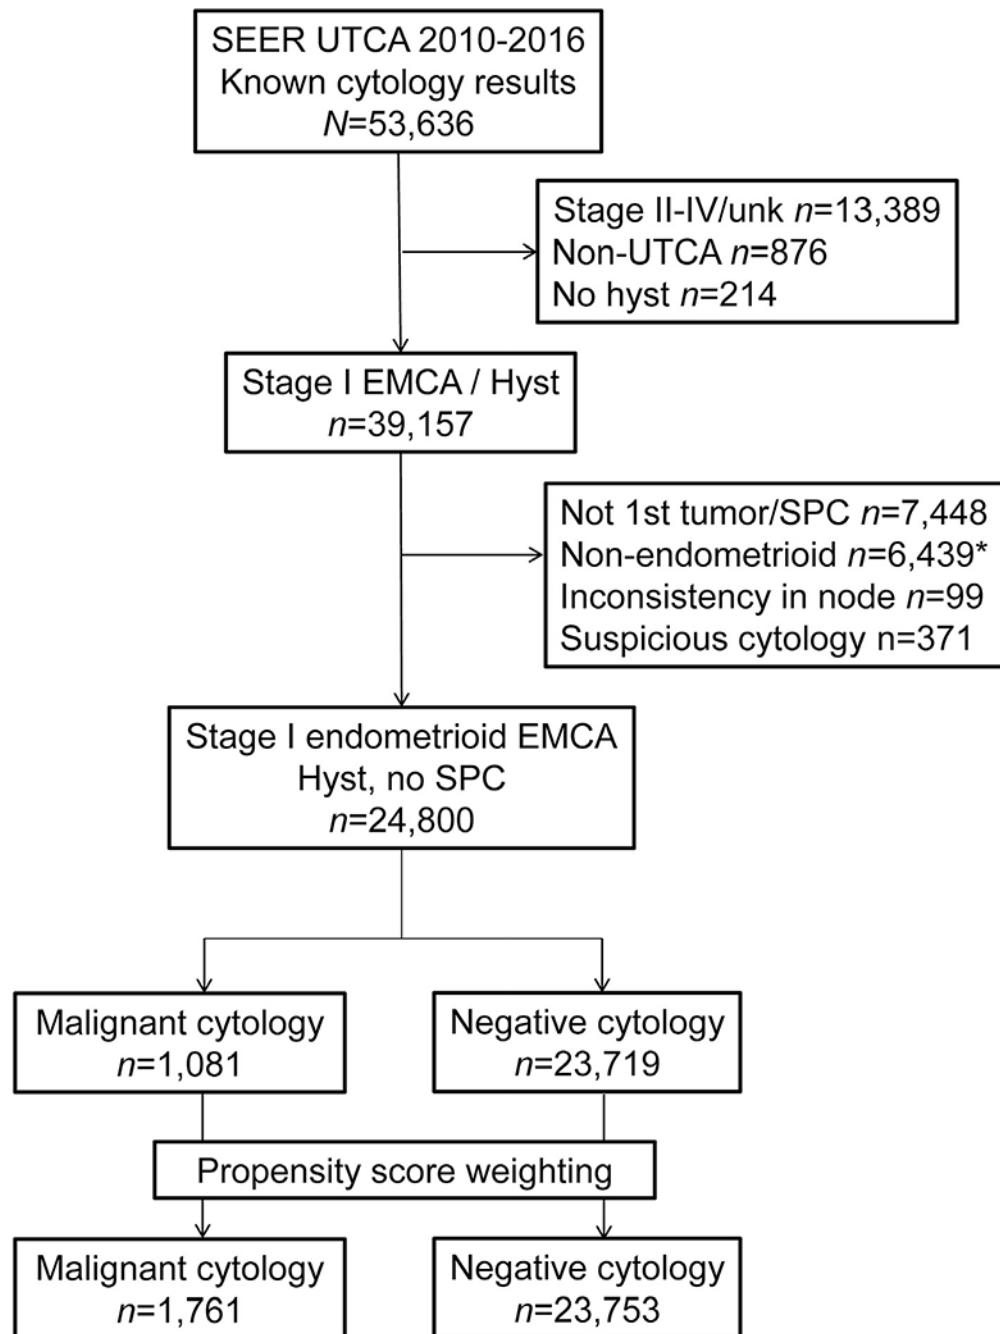 SEER UTCA 2010-2016
Known cytology results
N=53,636
Stage II-IV/unk n=13,389
Non-UTCA n=876
No hyst n=214
Stage I EMCA / Hyst
n=39,157
Not 1st tumor/SPC n=7,448
Non-endometrioid n=6,439*
Inconsistency in node n=99
Suspicious cytology n=371
Stage I endometrioid EMCA
Hyst, no SPC
n=24,800
Malignant cytology
n=1,081
Negative cytology
n=23,719
Propensity score weighting
Malignant cytology
n=1,761
Negative cytology
n=23,753